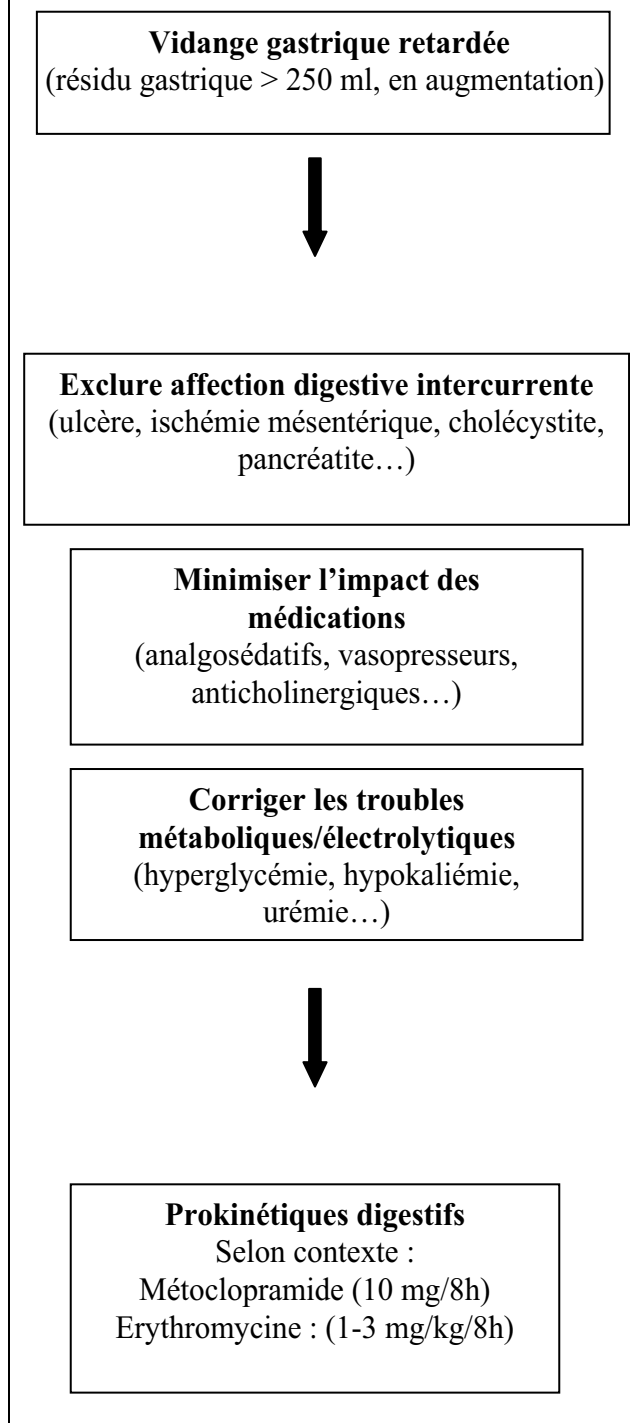 Vidange gastrique retardée
(résidu gastrique > 250 ml, en augmentation)
Exclure affection digestive intercurrente
(ulcère, ischémie mésentérique, cholécystite,
pancréatite…)
Minimiser l’impact des
médications
(analgosédatifs, vasopresseurs,
anticholinergiques…)
Corriger les troubles
métaboliques/électrolytiques
(hyperglycémie, hypokaliémie,
urémie…)
Prokinétiques digestifs
Selon contexte :
Métoclopramide (10 mg/8h)
Erythromycine : (1-3 mg/kg/8h)